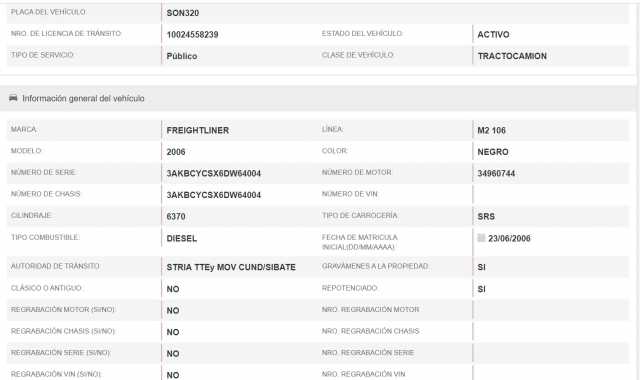 PLACA DEL VEHÍCULO: SON320
NRO. DE LICENCIA DE TRÁNSITO: 10024558239 ESTADO DEL VEHÍCULO: ACTIVO
TIPO DE SERVICIO: Público CLASE DE VEHÍCULO: TRACTOCAMION
Información general del vehículo
MARCA: FREIGHTLINER LÍNEA: M2 106
MODELO: 2006 COLOR: NEGRO
NÚMERO DE SERIE: 3AKBCYCSX6DW64004 NÚMERO DE MOTOR: 34960744
NÚMERO DE CHASIS: 3AKBCYCSX6DW64004 NÚMERO DE VIN:
CILINDRAJE: 6370 TIPO DE CARROCERÍA: SRS
TIPO COMBUSTIBLE: DIESEL FECHA DE MATRICULA INICIAL(DD/MM/AAAA): 23/06/2006
AUTORIDAD DE TRÁNSITO: STRIA TTEy MOV CUND/SIBATE GRAVÁMENES A LA PROPIEDAD: SI
CLÁSICO O ANTIGUO: NO REPOTENCIADO: SI
REGRABACIÓN MOTOR (SI/NO): NO NRO. REGRABACIÓN MOTOR
REGRABACIÓN CHASIS (SI/NO): NO NRO. REGRABACIÓN CHASIS
REGRABACIÓN SERIE (SI/NO): NO NRO. REGRABACIÓN SERIE
REGRABACIÓN VIN (SI/NO): NO NRO. REGRABACIÓN VIN